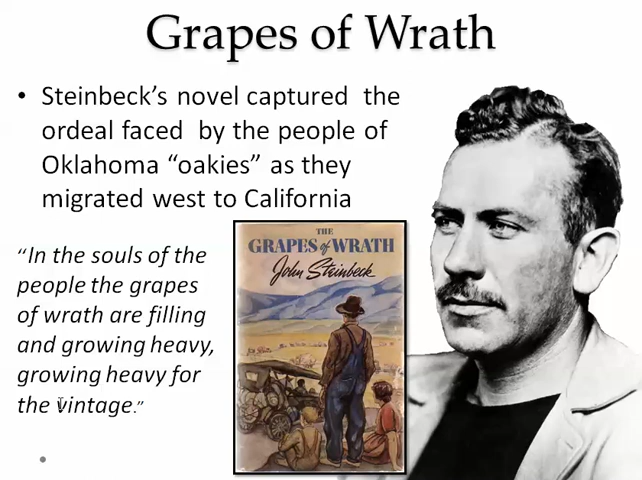 Grapes of Wrath
• Steinbeck’s novel captured the
ordeal faced by the people of
Oklahoma “oakies” as they
migrated west to California
“In the souls of the
people the grapes
of wrath are filling
and growing heavy,
growing heavy for
the vintage.”
THE
GRAPES of WRATH
John Steinbeck